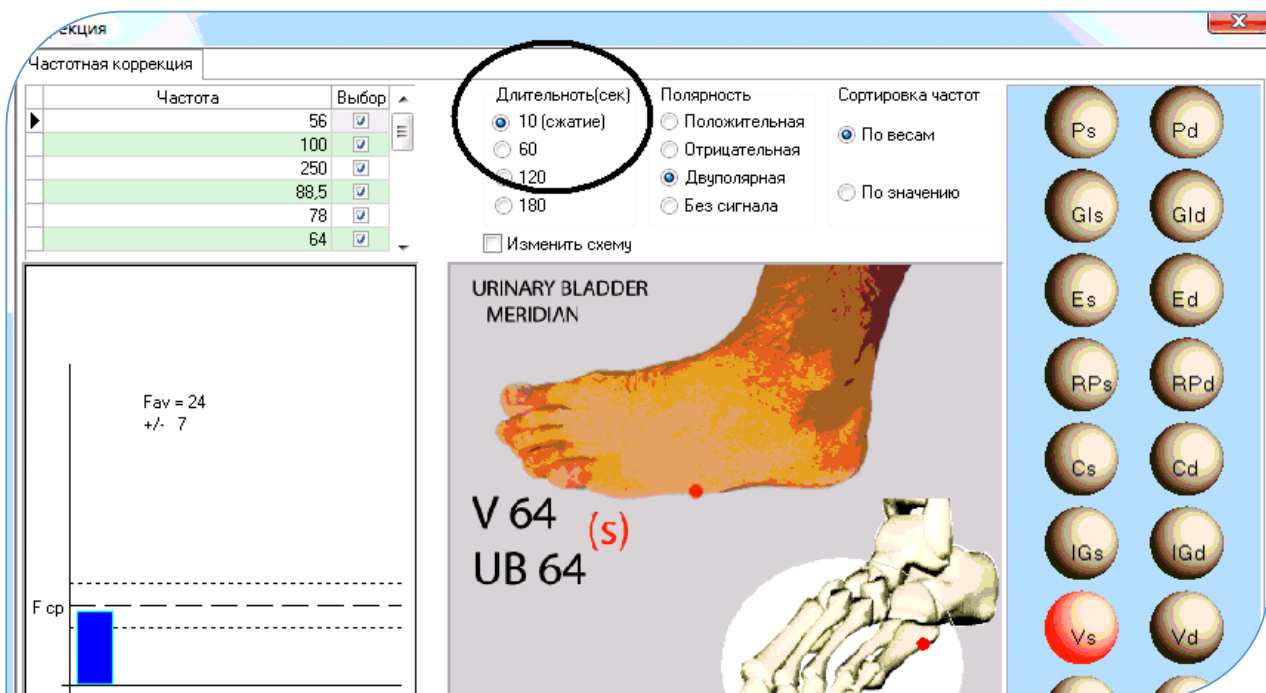 екция
Частотная коррекция
Частота Выбор
56
100
250
88,5
78
64
Длительноть(сек)
10 (сжатие)
60
120
180
Полярность
Положительная
Отрицательная
Двуполярная
Без сигнала
Сортировка частот
По весам
По значению
Изменить схему
Fav = 24
+/- 7
F ср
URINARY BLADDER
MERIDIAN
V 64
(s)
UB 64
Ps Pd
GIs GId
Es Ed
RPs RPd
Cs Cd
IGs IGd
Vs Vd